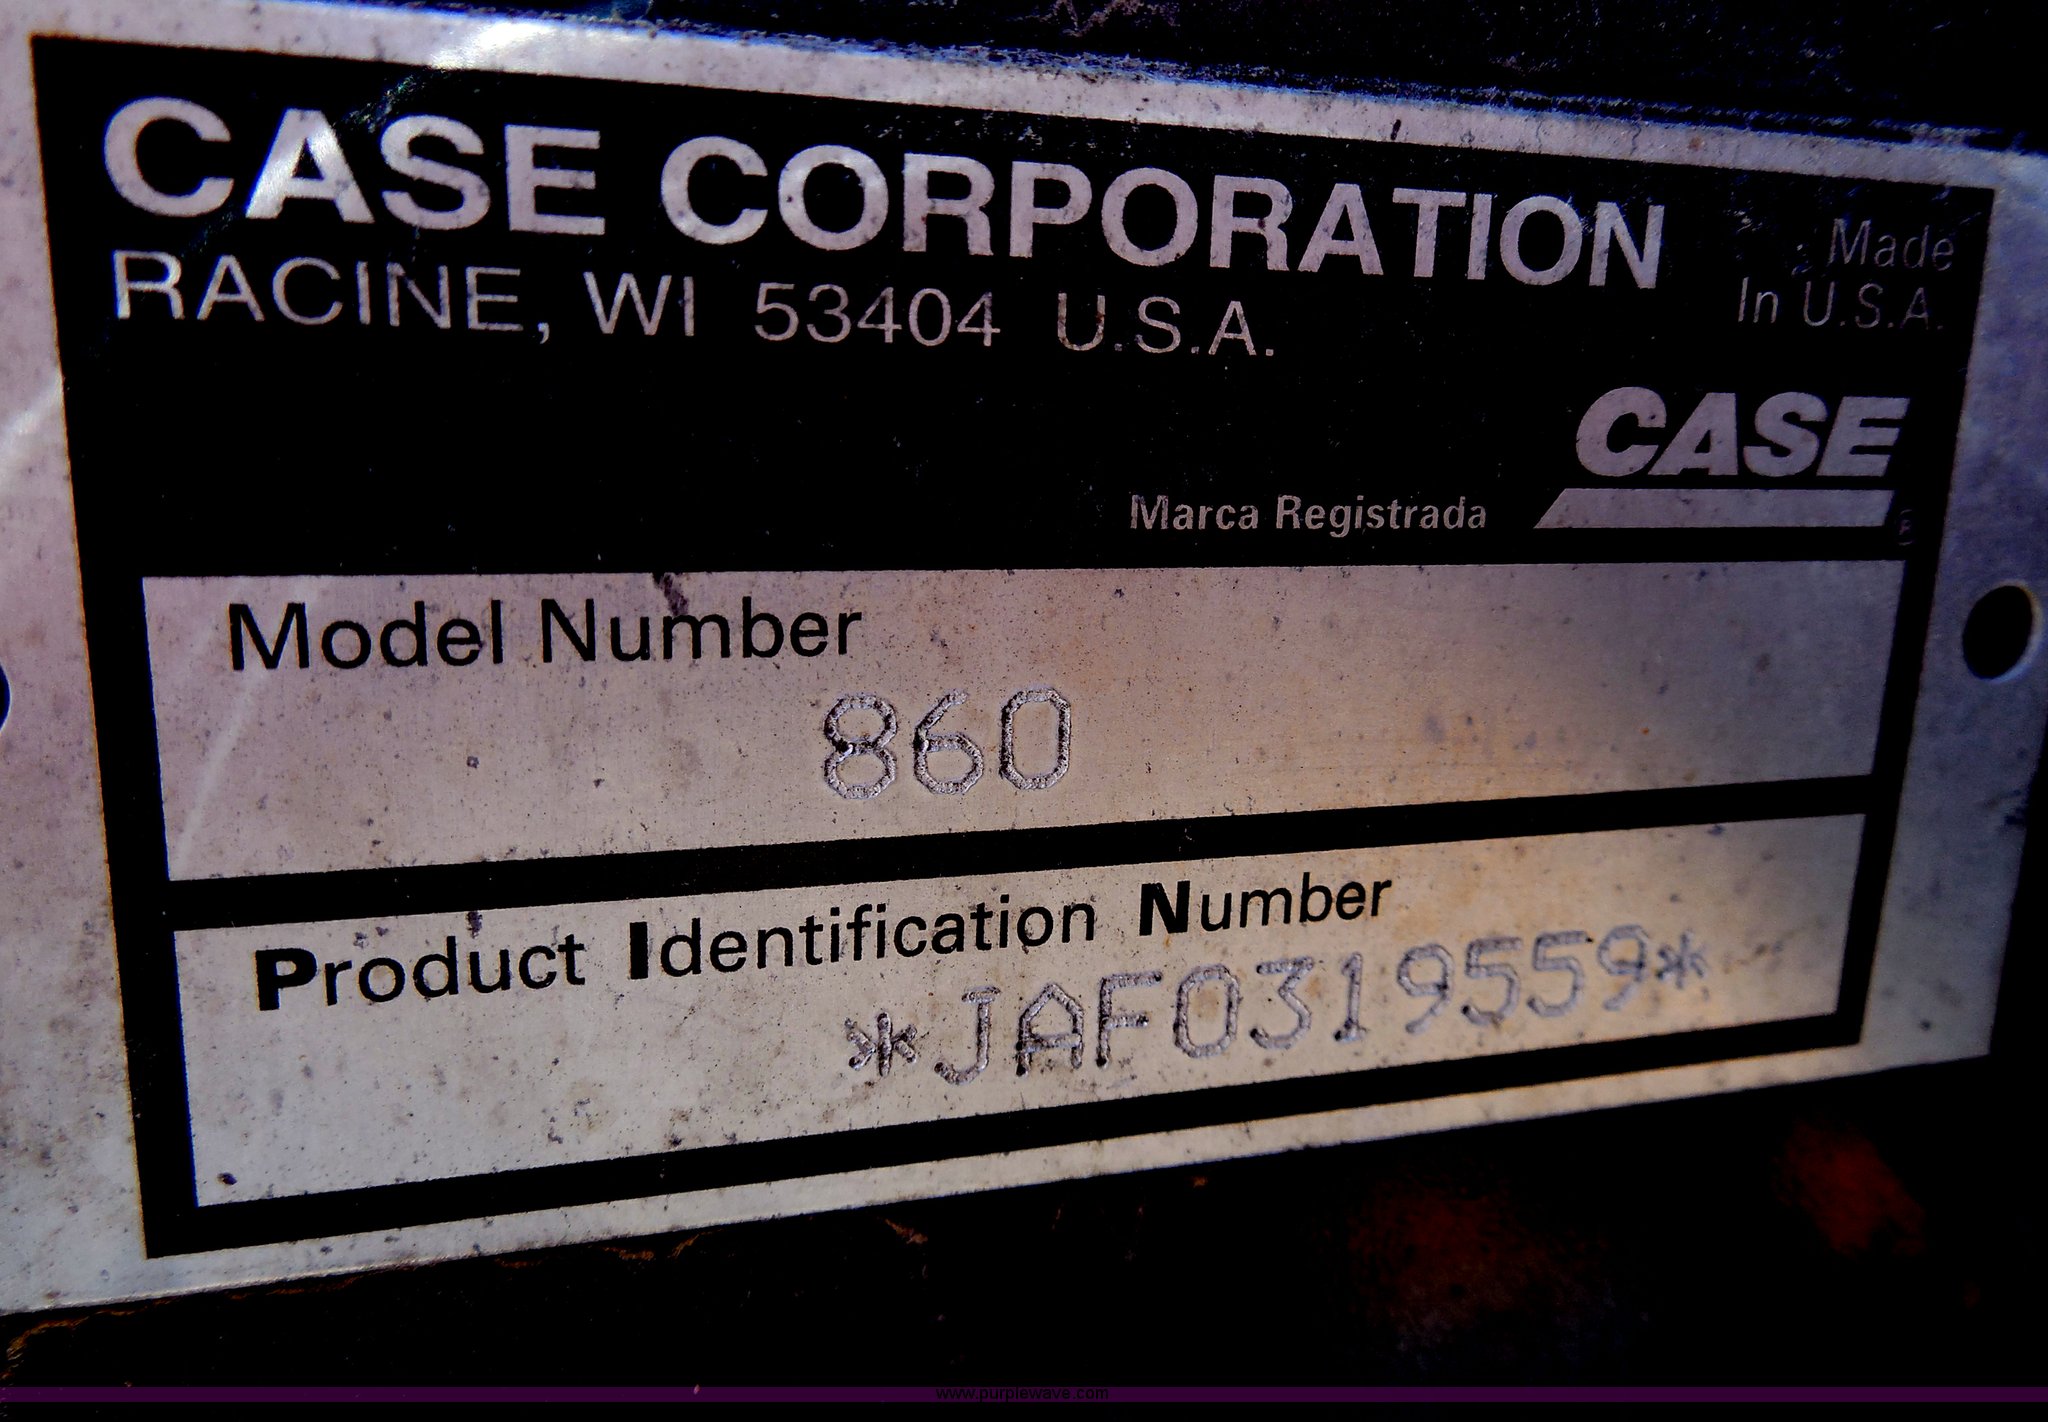 CASE CORPORATION
RACINE, WI 53404 U.S.A.
Made
In U.S.A.
CASE
Marca Registrada
®
Model Number
860
Product Identification Number
*JAF0319559*
www.purplewave.com